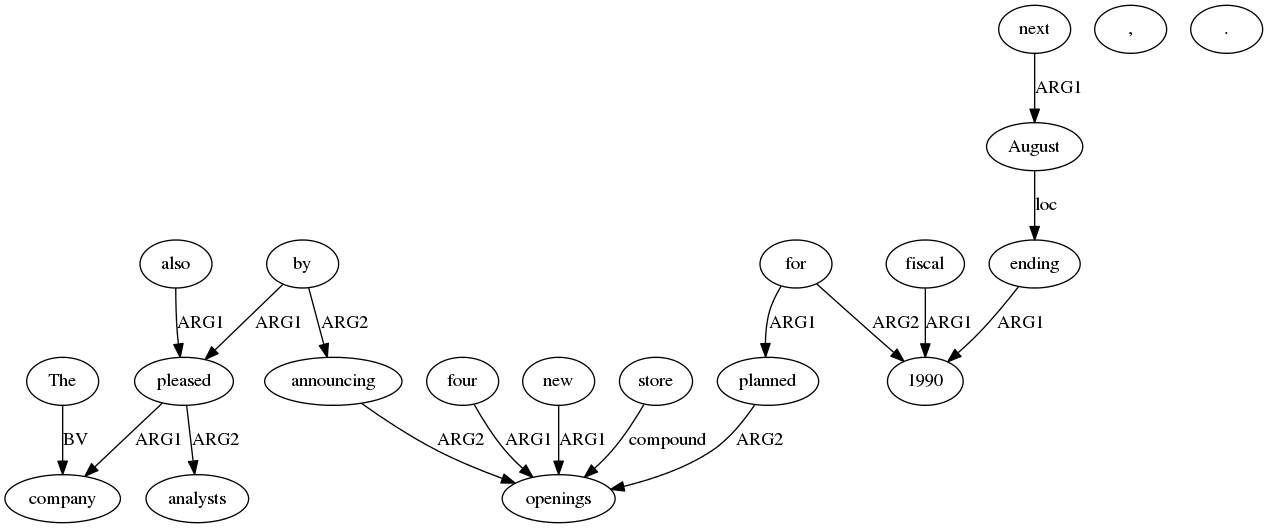 next , .
ARG1
August
loc
also by for fiscal ending
ARG1 ARG1 ARG2 ARG1 ARG2 ARG1 ARG1
The pleased announcing four new store planned 1990
BV ARG1 ARG2 ARG2 ARG1 ARG1 compound ARG2
company analysts openings